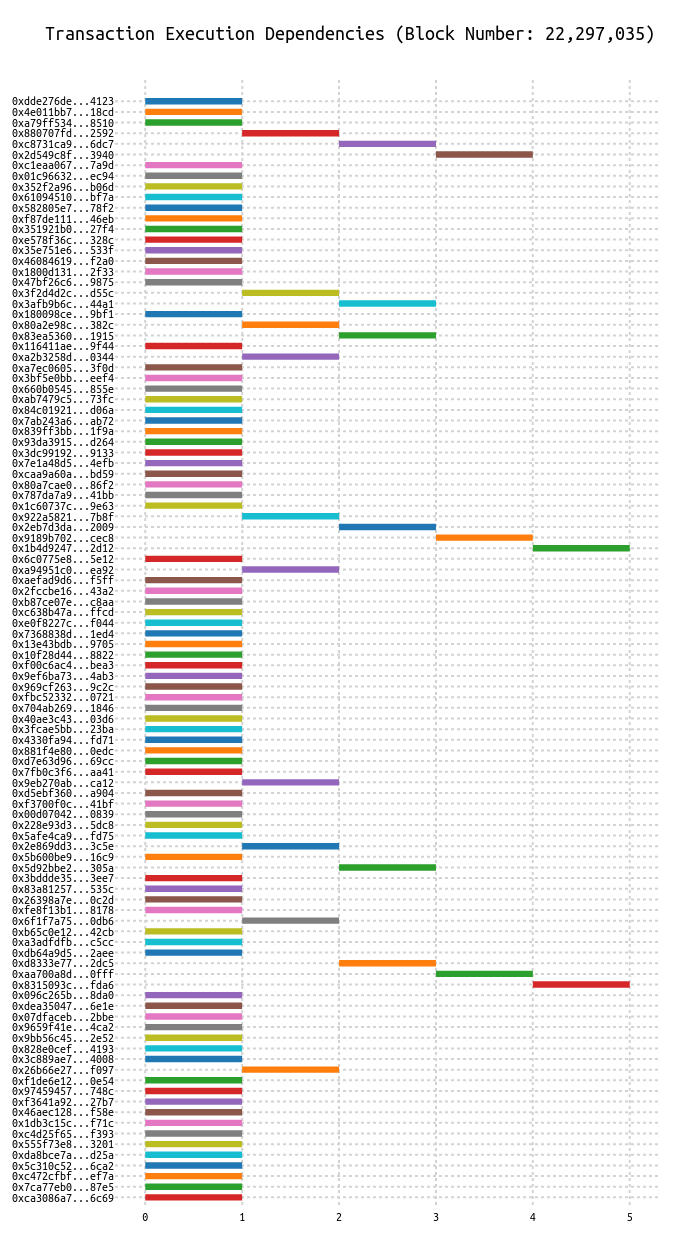 Transaction Execution Dependencies (Block Number: 22,297,035)
0xdde276de...4123
0x4e011bb7...18cd
0xa79ff534...8510
0x880707fd...2592
0xc8731ca9...6dc7
0x2d549c8f...3940
0xc1eaa067...7a9d
0x01c96632...ec94
0x352f2a96...b06d
0x61094510...bf7a
0x582805e7...78f2
0xf87de111...46eb
0x351921b0...27f4
0xe578f36c...328c
0x35e751e6...533f
0x46084619...f2a0
0x1800d131...2f33
0x47bf26c6...9875
0x3f2d4d2c...d55c
0x3afb9b6c...44a1
0x180098ce...9bf1
0x80a2e98c...382c
0x83ea5360...1915
0x116411ae...9f44
0xa2b3258d...0344
0xa7ec0605...3f0d
0x3bf5e0bb...eef4
0x660b0545...855e
0xab7479c5...73fc
0x84c01921...d06a
0x7ab243a6...ab72
0x839ff3bb...1f9a
0x93da3915...d264
0x3dc99192...9133
0x7e1a48d5...4efb
0xcaa9a60a...bd59
0x80a7cae0...86f2
0x787da7a9...41bb
0x1c60737c...9e63
0x922a5821...7b8f
0x2eb7d3da...2009
0x9189b702...cec8
0x1b4d9247...2d12
0x6c0775e8...5e12
0xa94951c0...ea92
0xaefad9d6...f5ff
0x2fccbe16...43a2
0xb87ce07e...c8aa
0xc638b47a...ffcd
0xe0f8227c...f044
0x7368838d...1ed4
0x13e43bdb...9705
0x10f28d44...8822
0xf00c6ac4...bea3
0x9ef6ba73...4ab3
0x969cf263...9c2c
0xfbc52332...0721
0x704ab269...1846
0x40ae3c43...03d6
0x3fcae5bb...23ba
0x4330fa94...fd71
0x881f4e80...0edc
0xd7e63d96...69cc
0x7fb0c3f6...aa41
0x9eb270ab...ca12
0xd5ebf360...a904
0xf3700f0c...41bf
0x00d07042...0839
0x228e93d3...5dc8
0x5afe4ca9...fd75
0x2e869dd3...3c5e
0x5b600be9...16c9
0x5d92bbe2...305a
0x3bddde35...3ee7
0x83a81257...535c
0x26398a7e...0c2d
0xfe8f13b1...8178
0x6f1f7a75...0db6
0xb65c0e12...42cb
0xa3adfdfb...c5cc
0xdb64a9d5...2aee
0xd8333e77...2dc5
0xaa700a8d...0fff
0x8315093c...fda6
0x096c265b...8da0
0xdea35047...6e1e
0x07dfaceb...2bbe
0x9659f41e...4ca2
0x9bb56c45...2e52
0x828e0cef...4193
0x3c889ae7...4008
0x26b66e27...f097
0xf1de6e12...0e54
0x97459457...748c
0xf3641a92...27b7
0x46aec128...f58e
0x1db3c15c...f71c
0xc4d25f65...f393
0x555f73e8...3201
0xda8bce7a...d25a
0x5c310c52...6ca2
0xc472cfbf...ef7a
0x7ca77eb0...87e5
0xca3086a7...6c69
0 1 2 3 4 5